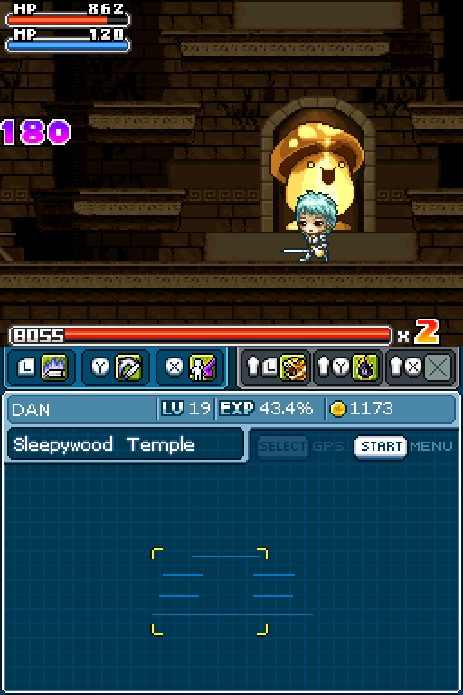 HP 862
MP 120
180
BOSS x 2
L Y X L Y X
DAN LV 19 EXP 43.4% 1173
Sleepywood Temple SELECT GPS START MENU